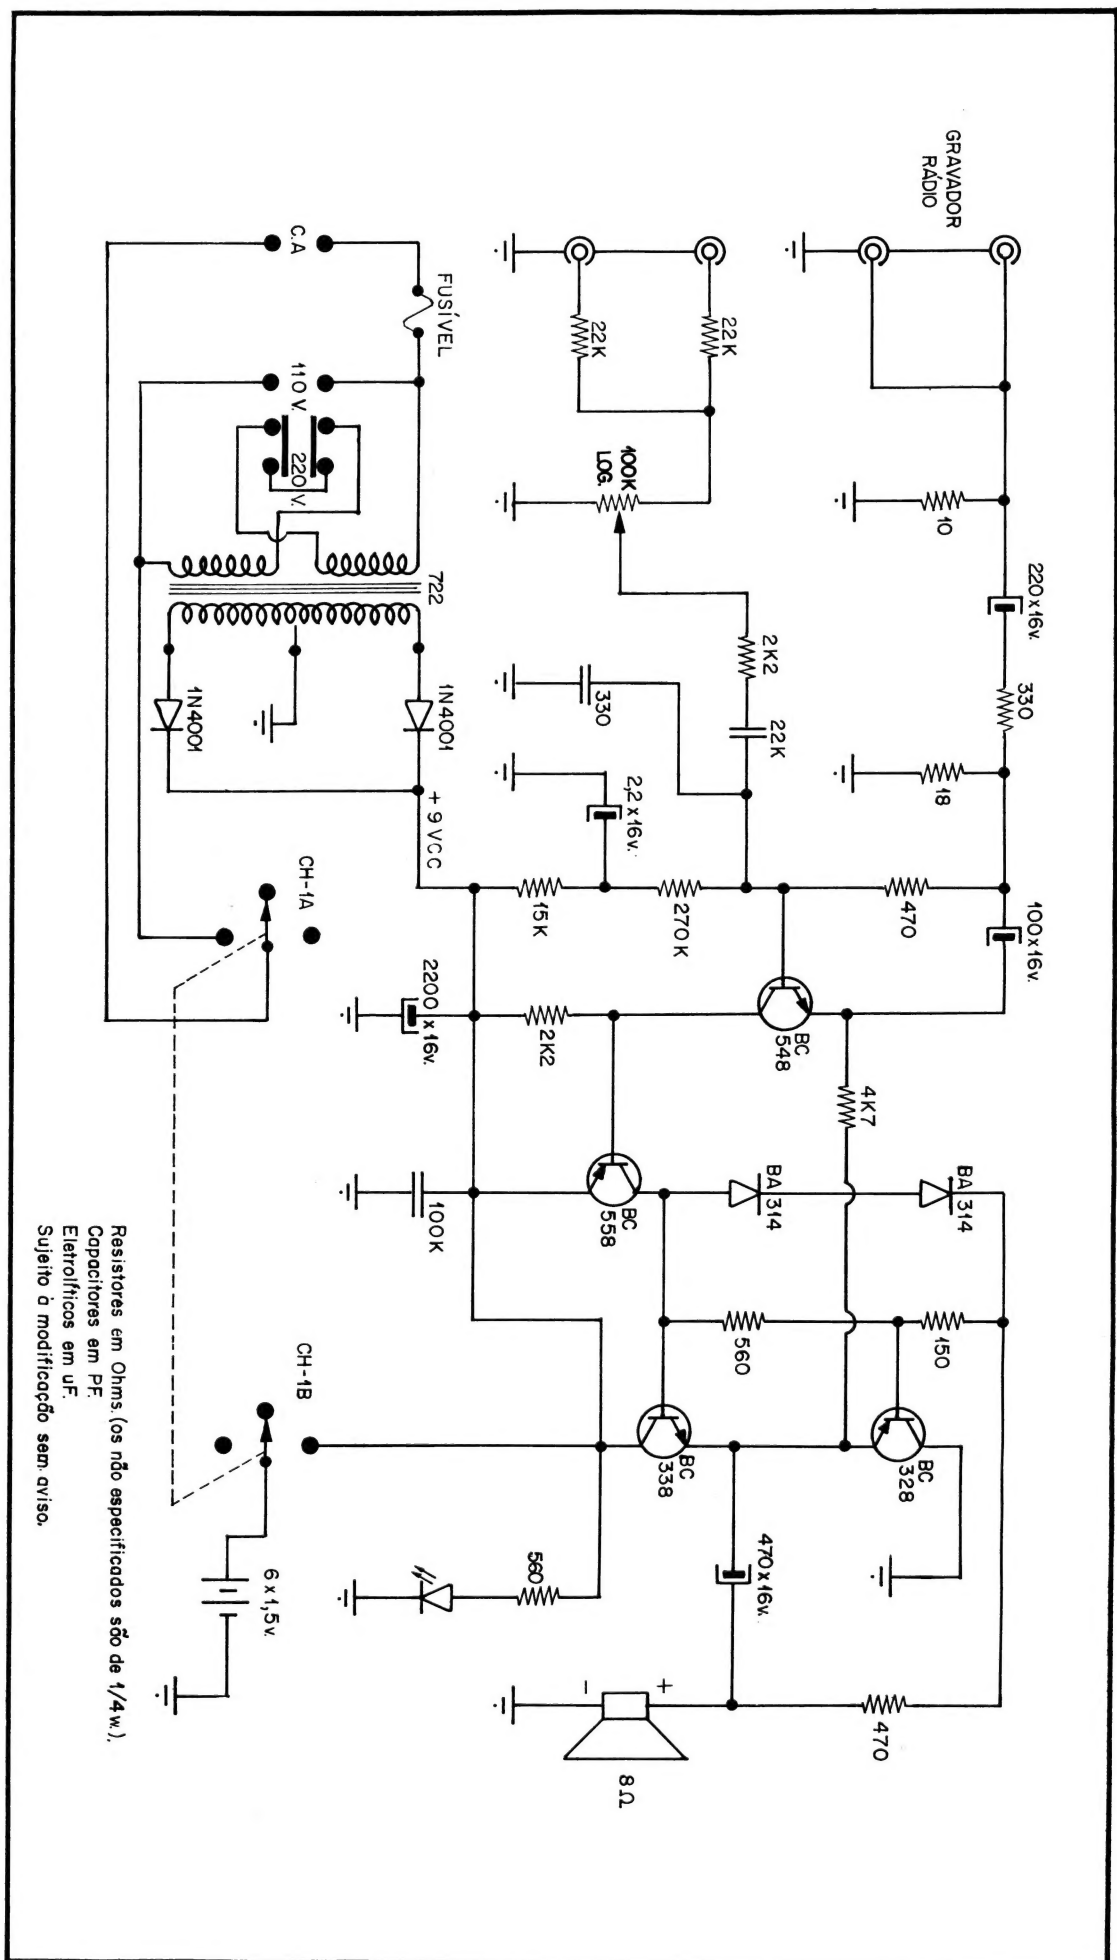 GRAVADOR
RÁDIO
10
220 x 16v.
330
18
470
100 x 16v.
22K
22K
100K
LOG.
2K2
22K
330
2,2 x 16v.
15K
270K
BC
548
4K7
BA 314
BA 314
BC
558
560
150
BC
338
BC
328
470 x 16v.
470
+
-
8Ω
C.A
FUSÍVEL
110 V.
220 V.
722
1N4001
1N4001
+ 9 VCC
CH-1A
2200 x 16v.
2K2
100K
CH-1B
560
6 x 1,5v.
Resistóres em Ohms. (os não especificados são de 1/4 w.).
Capacitores em PF.
Eletrolíticos em uF.
Sujeito à modificação sem aviso.